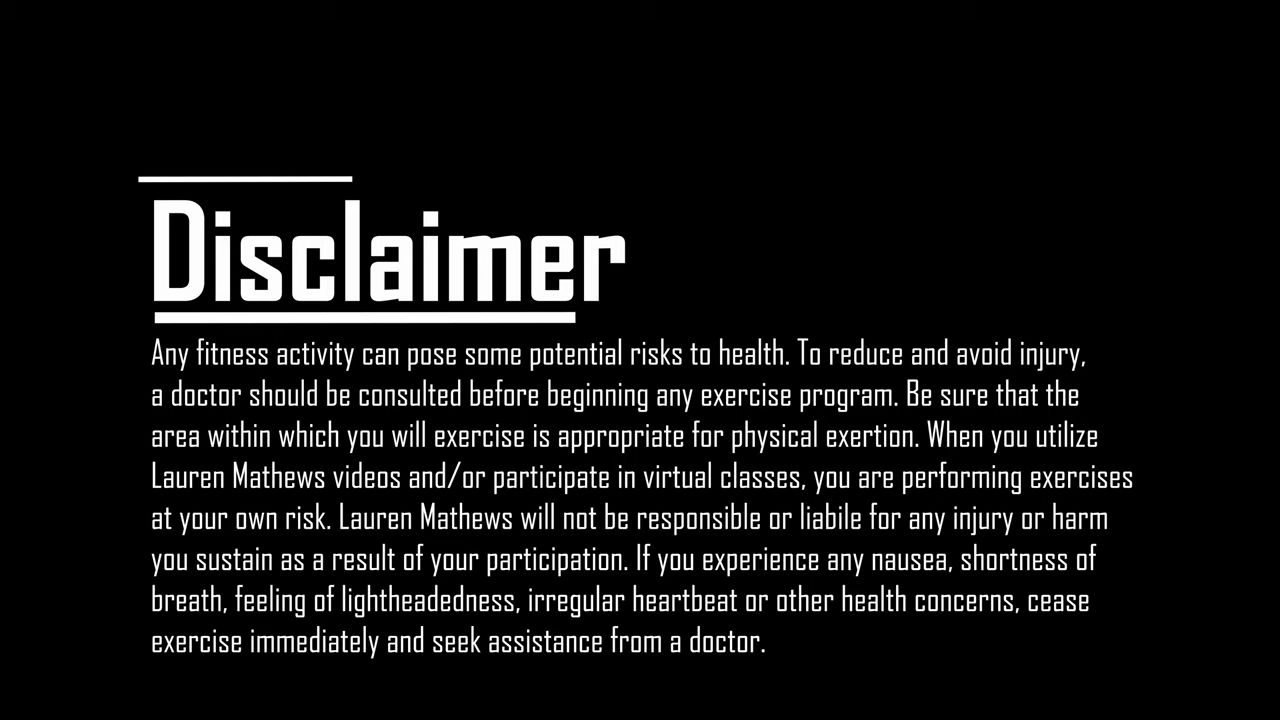 Disclaimer
Any fitness activity can pose some potential risks to health. To reduce and avoid injury,
a doctor should be consulted before beginning any exercise program. Be sure that the
area within which you will exercise is appropriate for physical exertion. When you utilize
Lauren Mathews videos and/or participate in virtual classes, you are performing exercises
at your own risk. Lauren Mathews will not be responsible or liabile for any injury or harm
you sustain as a result of your participation. If you experience any nausea, shortness of
breath, feeling of lightheadedness, irregular heartbeat or other health concerns, cease
exercise immediately and seek assistance from a doctor.